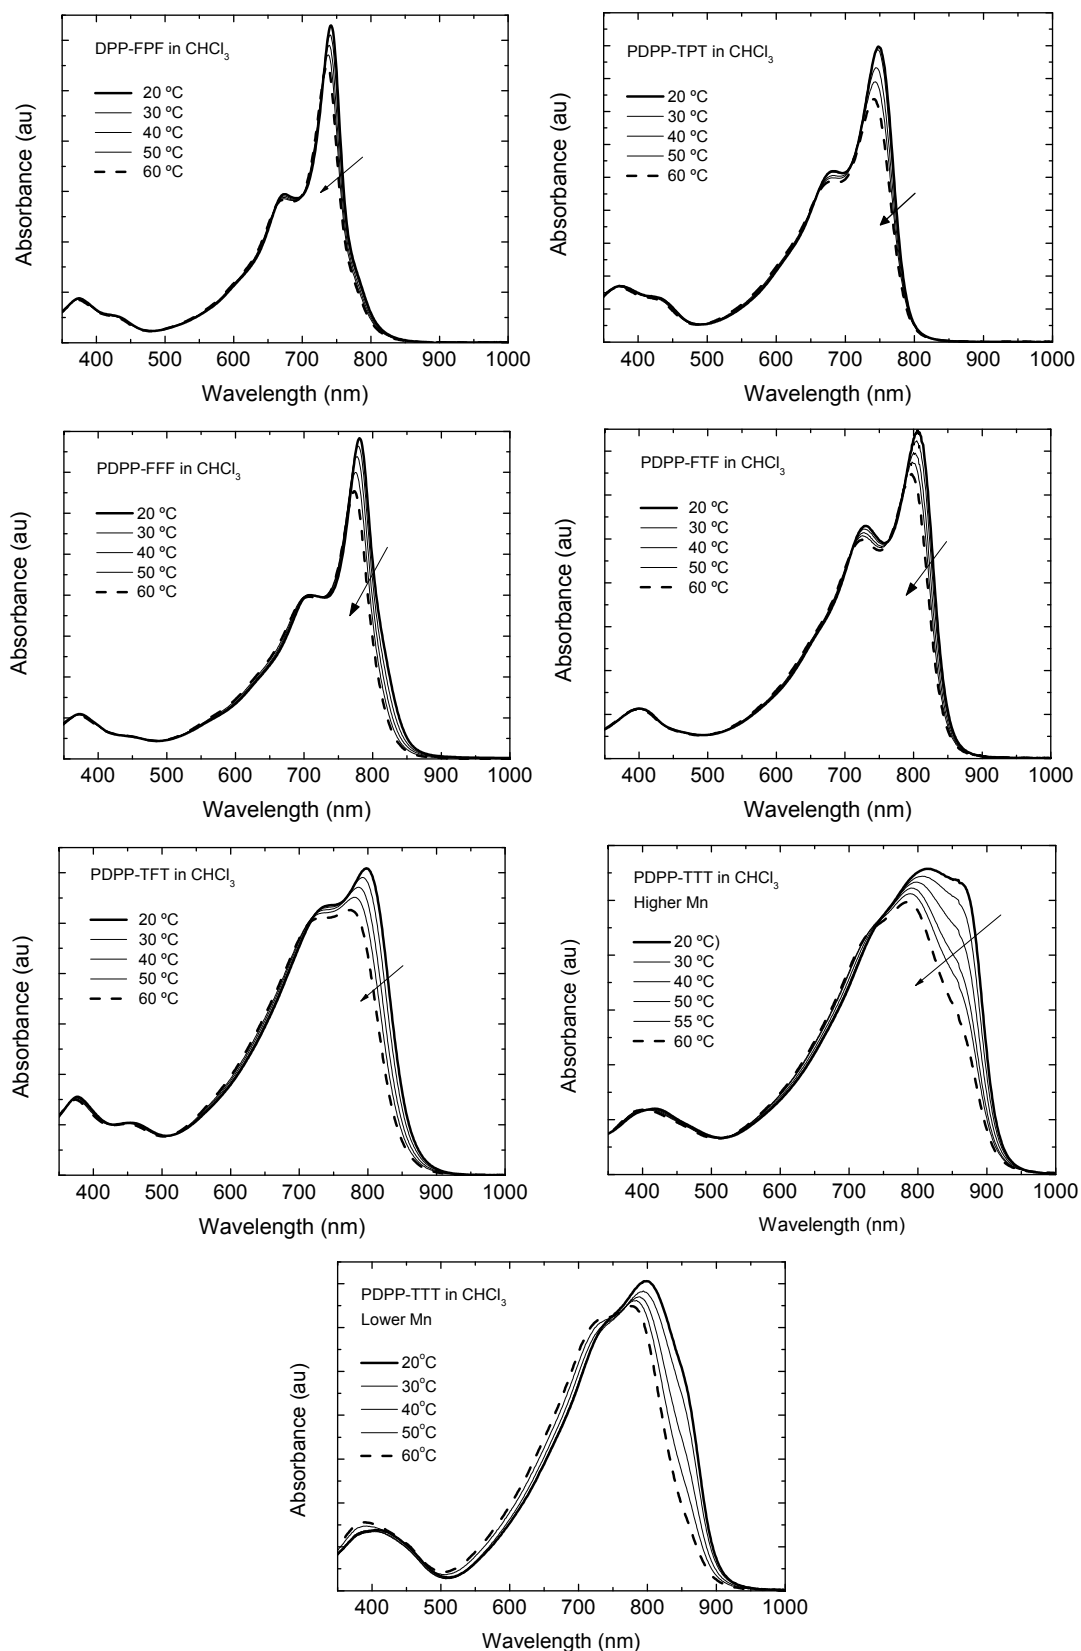 DPP-FPF in CHCl3
20 ºC
30 ºC
40 ºC
50 ºC
60 ºC
Absorbance (au)
400 500 600 700 800 900 1000
Wavelength (nm)
PDPP-TPT in CHCl3
20 ºC
30 ºC
40 ºC
50 ºC
60 ºC
Absorbance (au)
400 500 600 700 800 900 1000
Wavelength (nm)
PDPP-FFF in CHCl3
20 ºC
30 ºC
40 ºC
50 ºC
60 ºC
Absorbance (au)
400 500 600 700 800 900 1000
Wavelength (nm)
PDPP-FTF in CHCl3
20 ºC
30 ºC
40 ºC
50 ºC
60 ºC
Absorbance (au)
400 500 600 700 800 900 1000
Wavelength (nm)
PDPP-TFT in CHCl3
20 ºC
30 ºC
40 ºC
50 ºC
60 ºC
Absorbance (au)
400 500 600 700 800 900 1000
Wavelength (nm)
PDPP-TTT in CHCl3
Higher Mn
20 ºC)
30 ºC
40 ºC
50 ºC
55 ºC
60 ºC
Absorbance (au)
400 500 600 700 800 900 1000
Wavelength (nm)
PDPP-TTT in CHCl3
Lower Mn
20°C
30°C
40°C
50°C
60°C
Absorbance (au)
400 500 600 700 800 900 1000
Wavelength (nm)